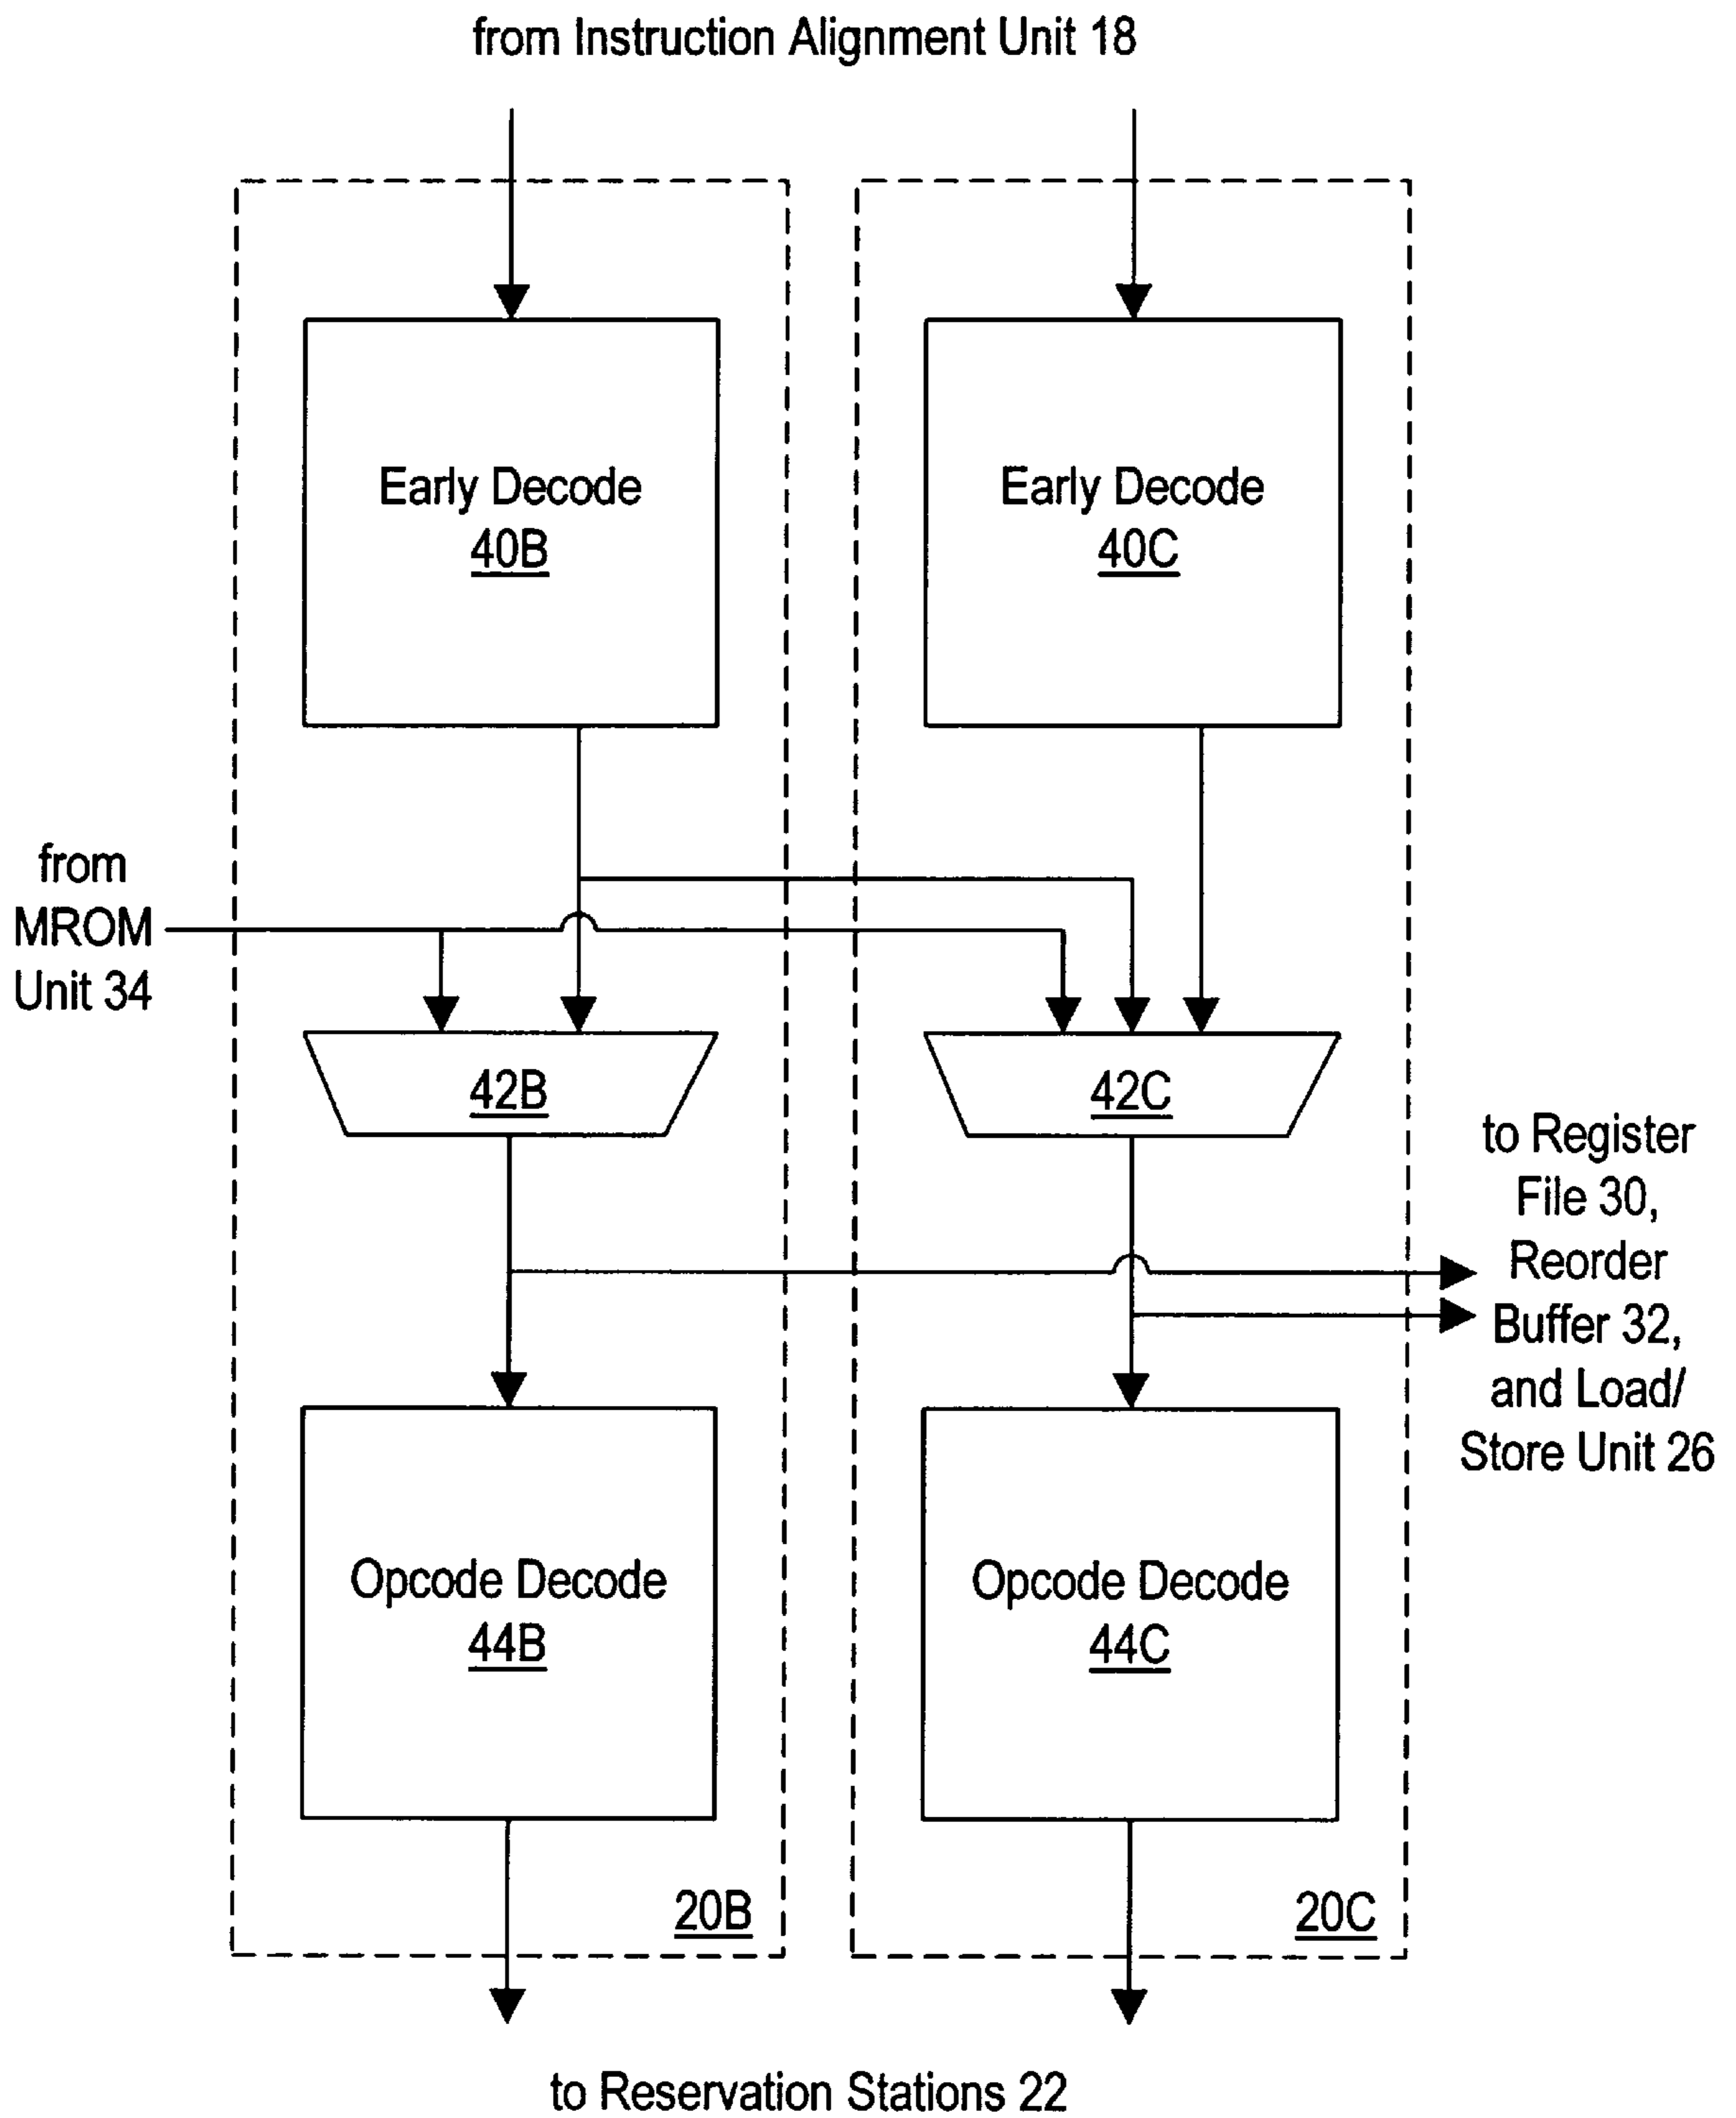 from Instruction Alignment Unit 18
Early Decode
40B
Early Decode
40C
from
MROM
Unit 34
42B
42C
to Register
File 30,
Reorder
Buffer 32,
and Load/
Store Unit 26
Opcode Decode
44B
Opcode Decode
44C
20B
20C
to Reservation Stations 22